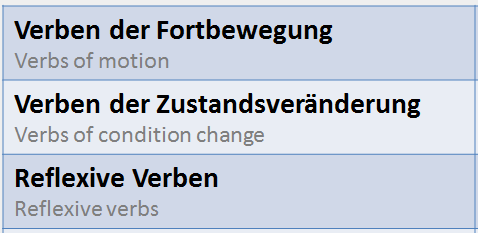 Verben der Fortbewegung
Verbs of motion
Verben der Zustandsveränderung
Verbs of condition change
Reflexive Verben
Reflexive verbs